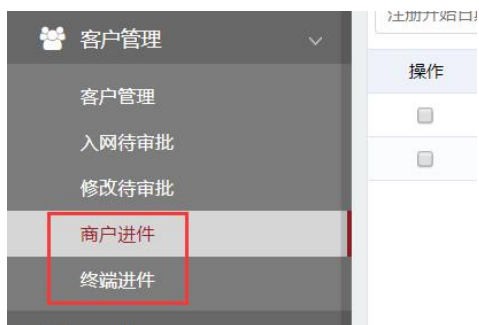 注册开始日期
客户管理
操作
客户管理
入网待审批
修改待审批
商户进件
终端进件